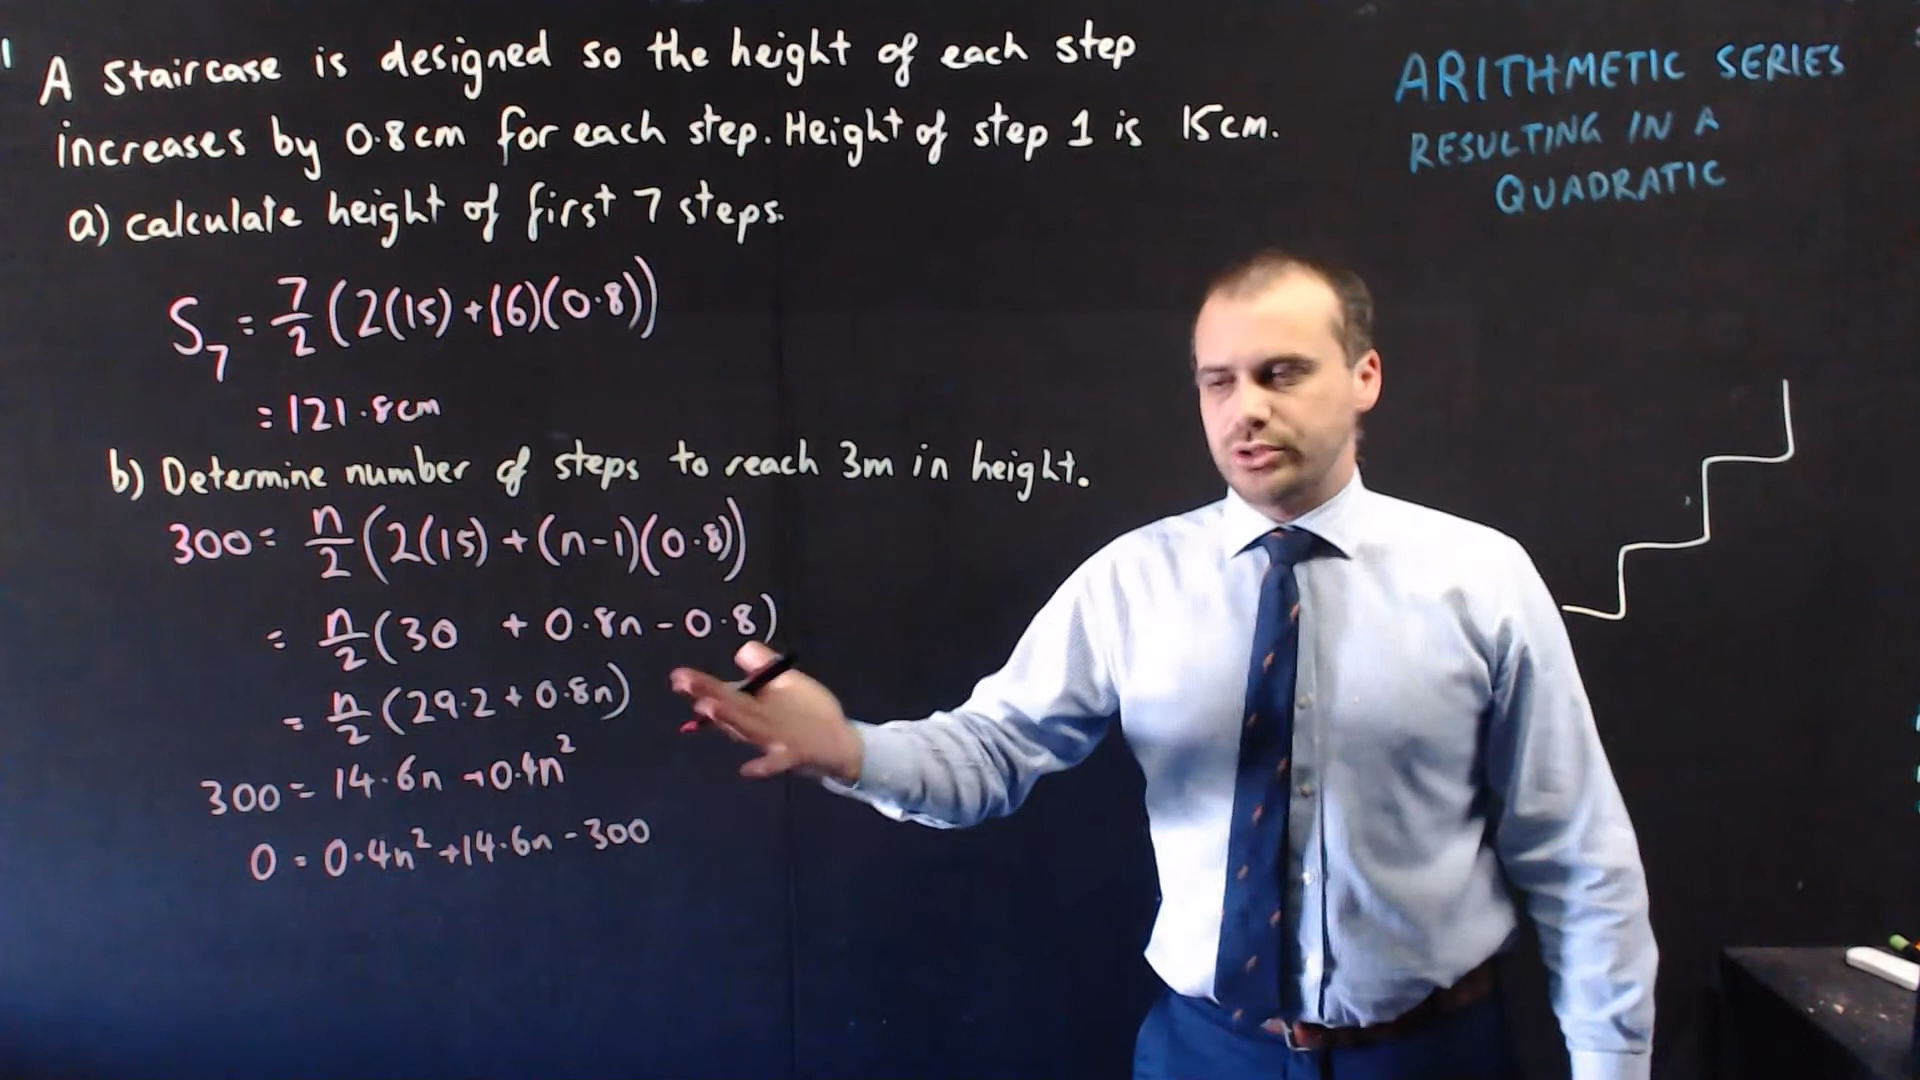 1 A Staircase is designed so the height of each step
increases by 0.8cm for each step. Height of step 1 is 15cm.
a) calculate height of first 7 steps.
S₇ = 7/2 (2(15) + (6)(0.8))
= 121.8cm
b) Determine number of steps to reach 3m in height.
300 = n/2 (2(15) + (n-1)(0.8))
= n/2 (30 + 0.8n - 0.8)
= n/2 (29.2 + 0.8n)
300 = 14.6n + 0.4n²
0 = 0.4n² + 14.6n - 300
ARITHMETIC SERIES
RESULTING IN A
QUADRATIC